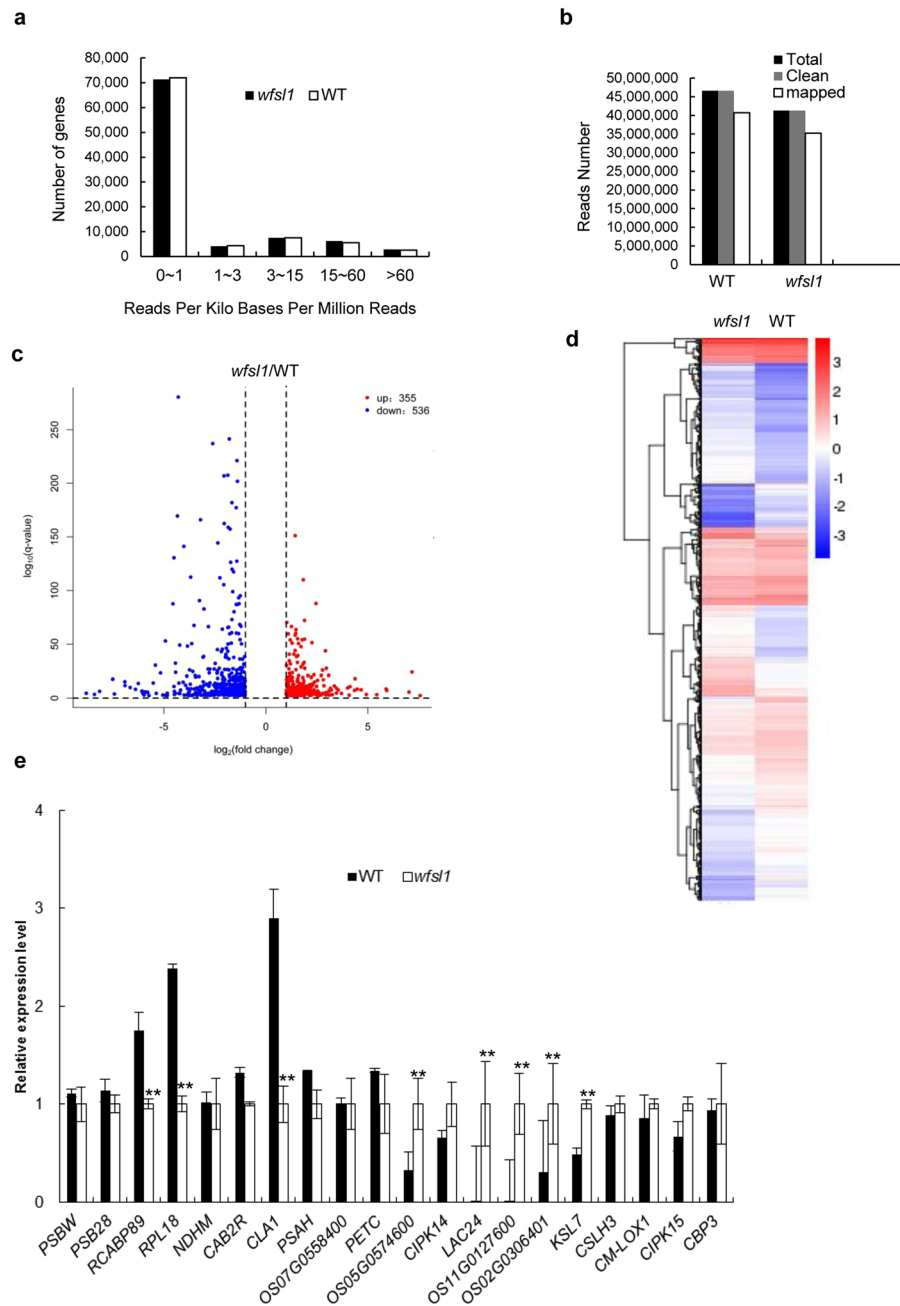 a
80,000
70,000
60,000
50,000
40,000
30,000
20,000
10,000
0
Number of genes
wfsl1 WT
0~1 1~3 3~15 15~60 >60
Reads Per Kilo Bases Per Million Reads
b
Total
Clean
mapped
50,000,000
45,000,000
40,000,000
35,000,000
30,000,000
25,000,000
20,000,000
15,000,000
10,000,000
5,000,000
0
Reads Number
WT wfsl1
c
wfsl1/WT
up: 355
down: 536
250
200
150
100
50
0
log10(q-value)
-5 0 5
log2(fold change)
d
wfsl1 WT
3
2
1
0
-1
-2
-3
e
4
3
2
1
0
Relative expression level
WT wfsl1
** ** ** ** ** ** ** **
PSBW PSB28 RCABP89 RPL18 NDHM CAB2R CLA1 PSAH OS07G0558400 PETC OS05G0574600 CIPK14 LAC24 OS11G0127600 OS02G0306401 KSL7 CSLH3 CM-LOX1 CIPK15 CBP3